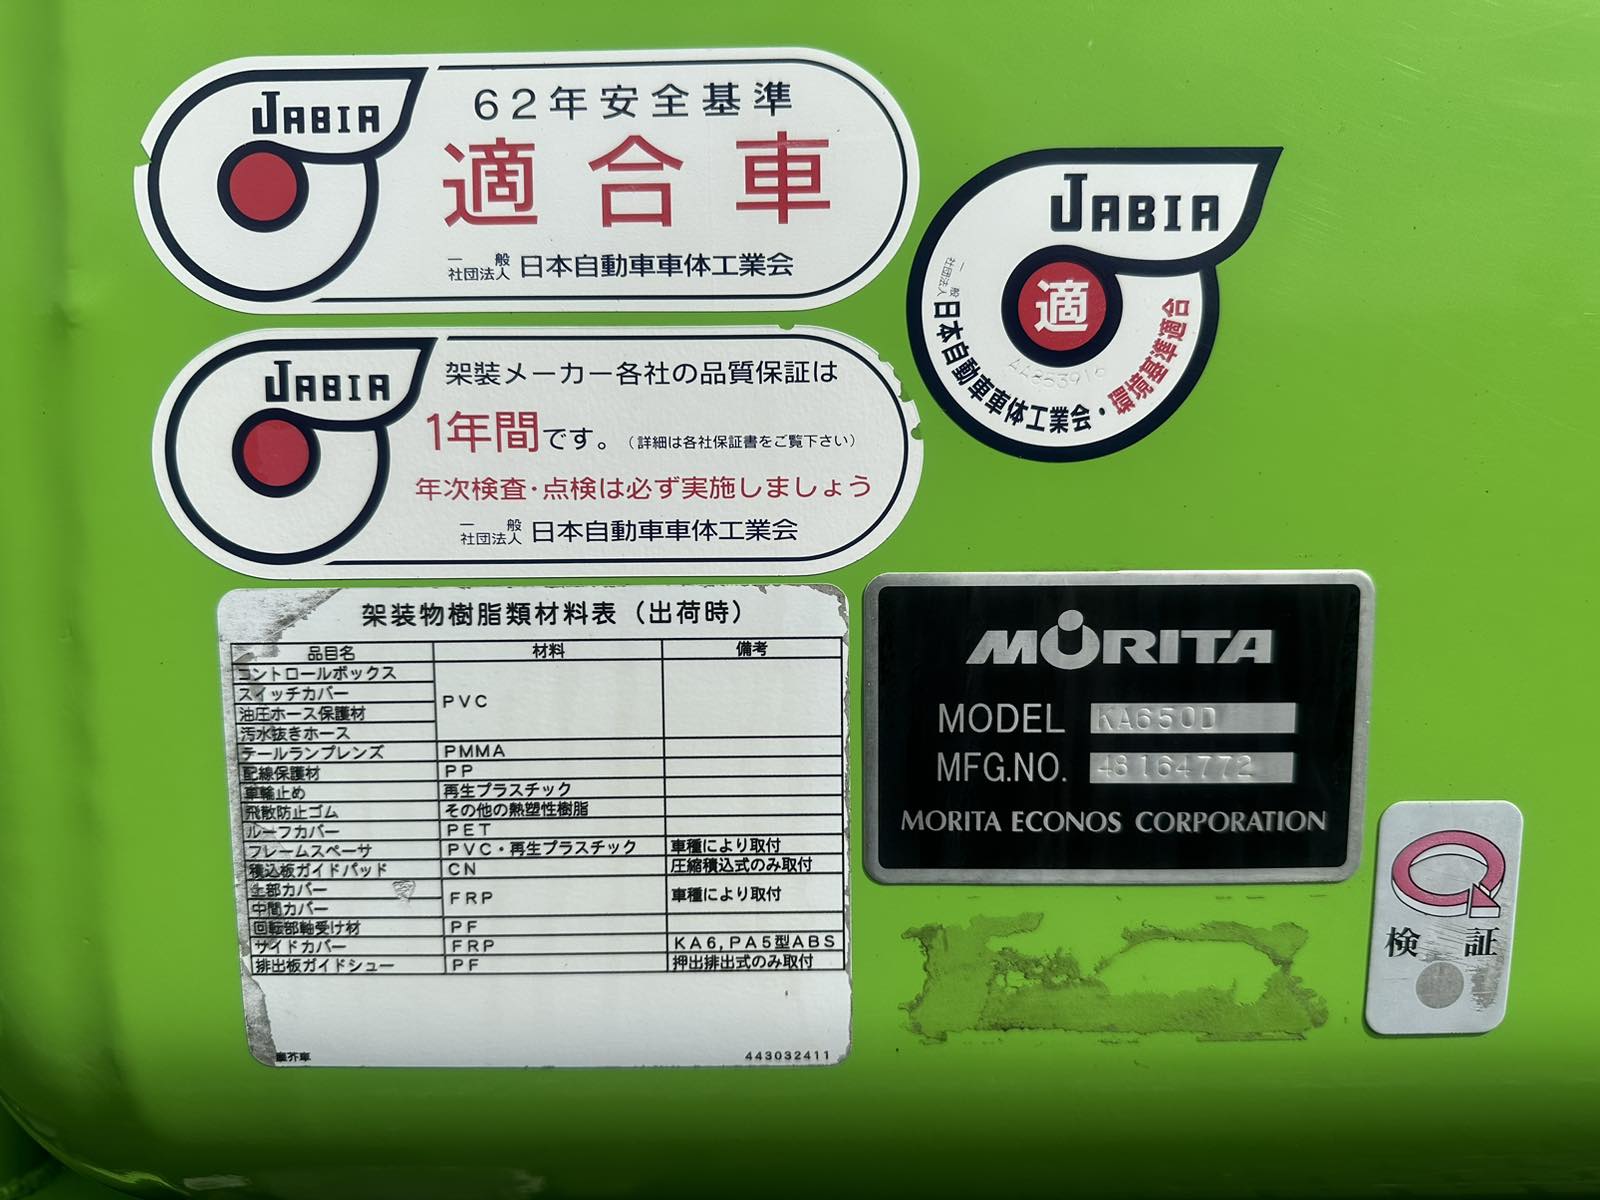 JABIA
62年安全基準
適合車
一般社団法人 日本自動車車体工業会
JABIA
架装メーカー各社の品質保証は
1年間です。(詳細は各社保証書をご覧下さい)
年次検査・点検は必ず実施しましょう
一般社団法人 日本自動車車体工業会
JABIA
適
一般社団法人 日本自動車車体工業会・環境基準適合
44853916
架装物樹脂類材料表(出荷時)
品目名 材料 備考
コントロールボックス
スイッチカバー
油圧ホース保護材
汚水抜きホース
PVC
テールランプレンズ PMMA
配線保護材 PP
車輪止め 再生プラスチック
飛散防止ゴム その他の熱塑性樹脂
ルーフカバー PET
フレームスペーサ PVC・再生プラスチック 車種により取付
積込板ガイドパッド CN 圧縮積込式のみ取付
上部カバー
中間カバー
FRP 車種により取付
回転部軸受け材 PF
サイドカバー FRP KA6,PA5型ABS
排出板ガイドシュー PF 押出排出式のみ取付
塵芥車 443032411
MORITA
MODEL KA650D
MFG.NO. 48164772
MORITA ECONOS CORPORATION
検 証